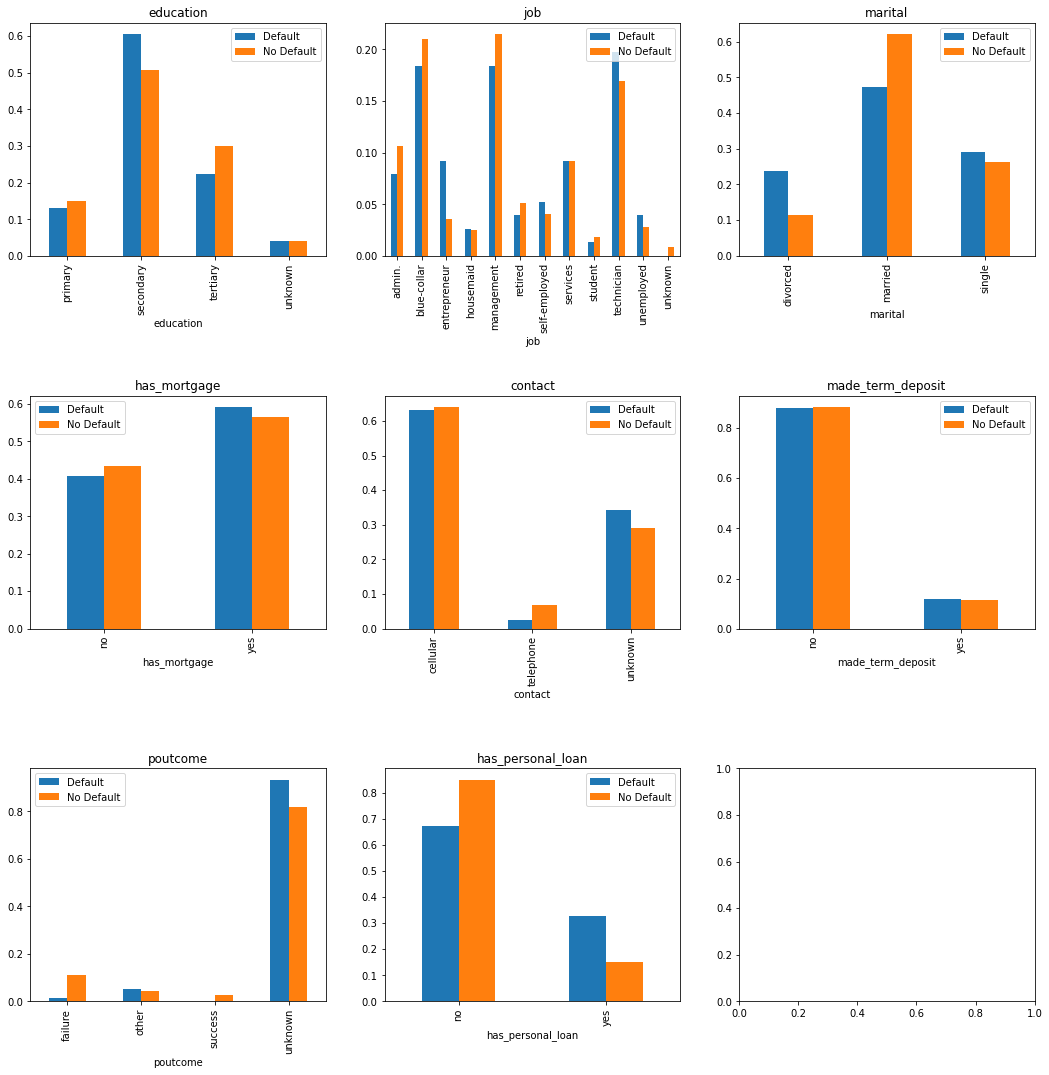 education
0.6
0.5
0.4
0.3
0.2
0.1
0.0
Default
No Default
primary
secondary
tertiary
unknown
education
job
0.20
0.15
0.10
0.05
0.00
Default
No Default
admin.
blue-collar
entrepreneur
housemaid
management
retired
self-employed
services
student
technician
unemployed
unknown
job
marital
0.6
0.5
0.4
0.3
0.2
0.1
0.0
Default
No Default
divorced
married
single
marital
has_mortgage
0.6
0.5
0.4
0.3
0.2
0.1
0.0
Default
No Default
no
yes
has_mortgage
contact
0.6
0.5
0.4
0.3
0.2
0.1
0.0
Default
No Default
cellular
telephone
unknown
contact
made_term_deposit
0.8
0.6
0.4
0.2
0.0
Default
No Default
no
yes
made_term_deposit
poutcome
0.8
0.6
0.4
0.2
0.0
Default
No Default
failure
other
success
unknown
poutcome
has_personal_loan
0.8
0.7
0.6
0.5
0.4
0.3
0.2
0.1
0.0
Default
No Default
no
yes
has_personal_loan
1.0
0.8
0.6
0.4
0.2
0.0
0.0 0.2 0.4 0.6 0.8 1.0